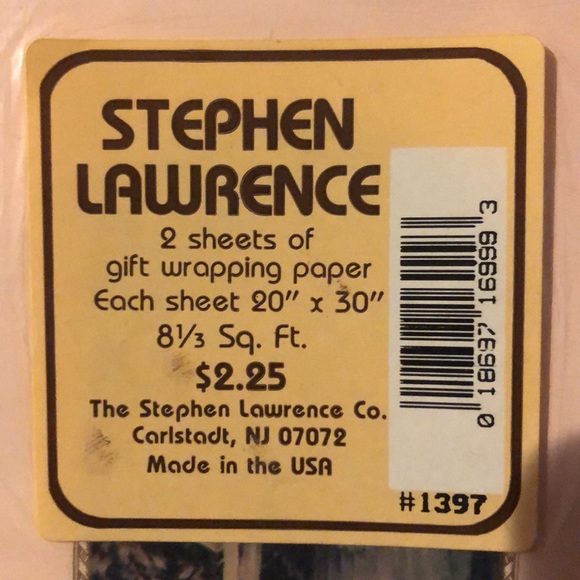 STEPHEN
LAWRENCE
2 sheets of
gift wrapping paper
Each sheet 20" x 30"
8⅓ Sq. Ft.
$2.25
The Stephen Lawrence Co.
Carlstadt, NJ 07072
Made in the USA
0 18697 16999 3
#1397